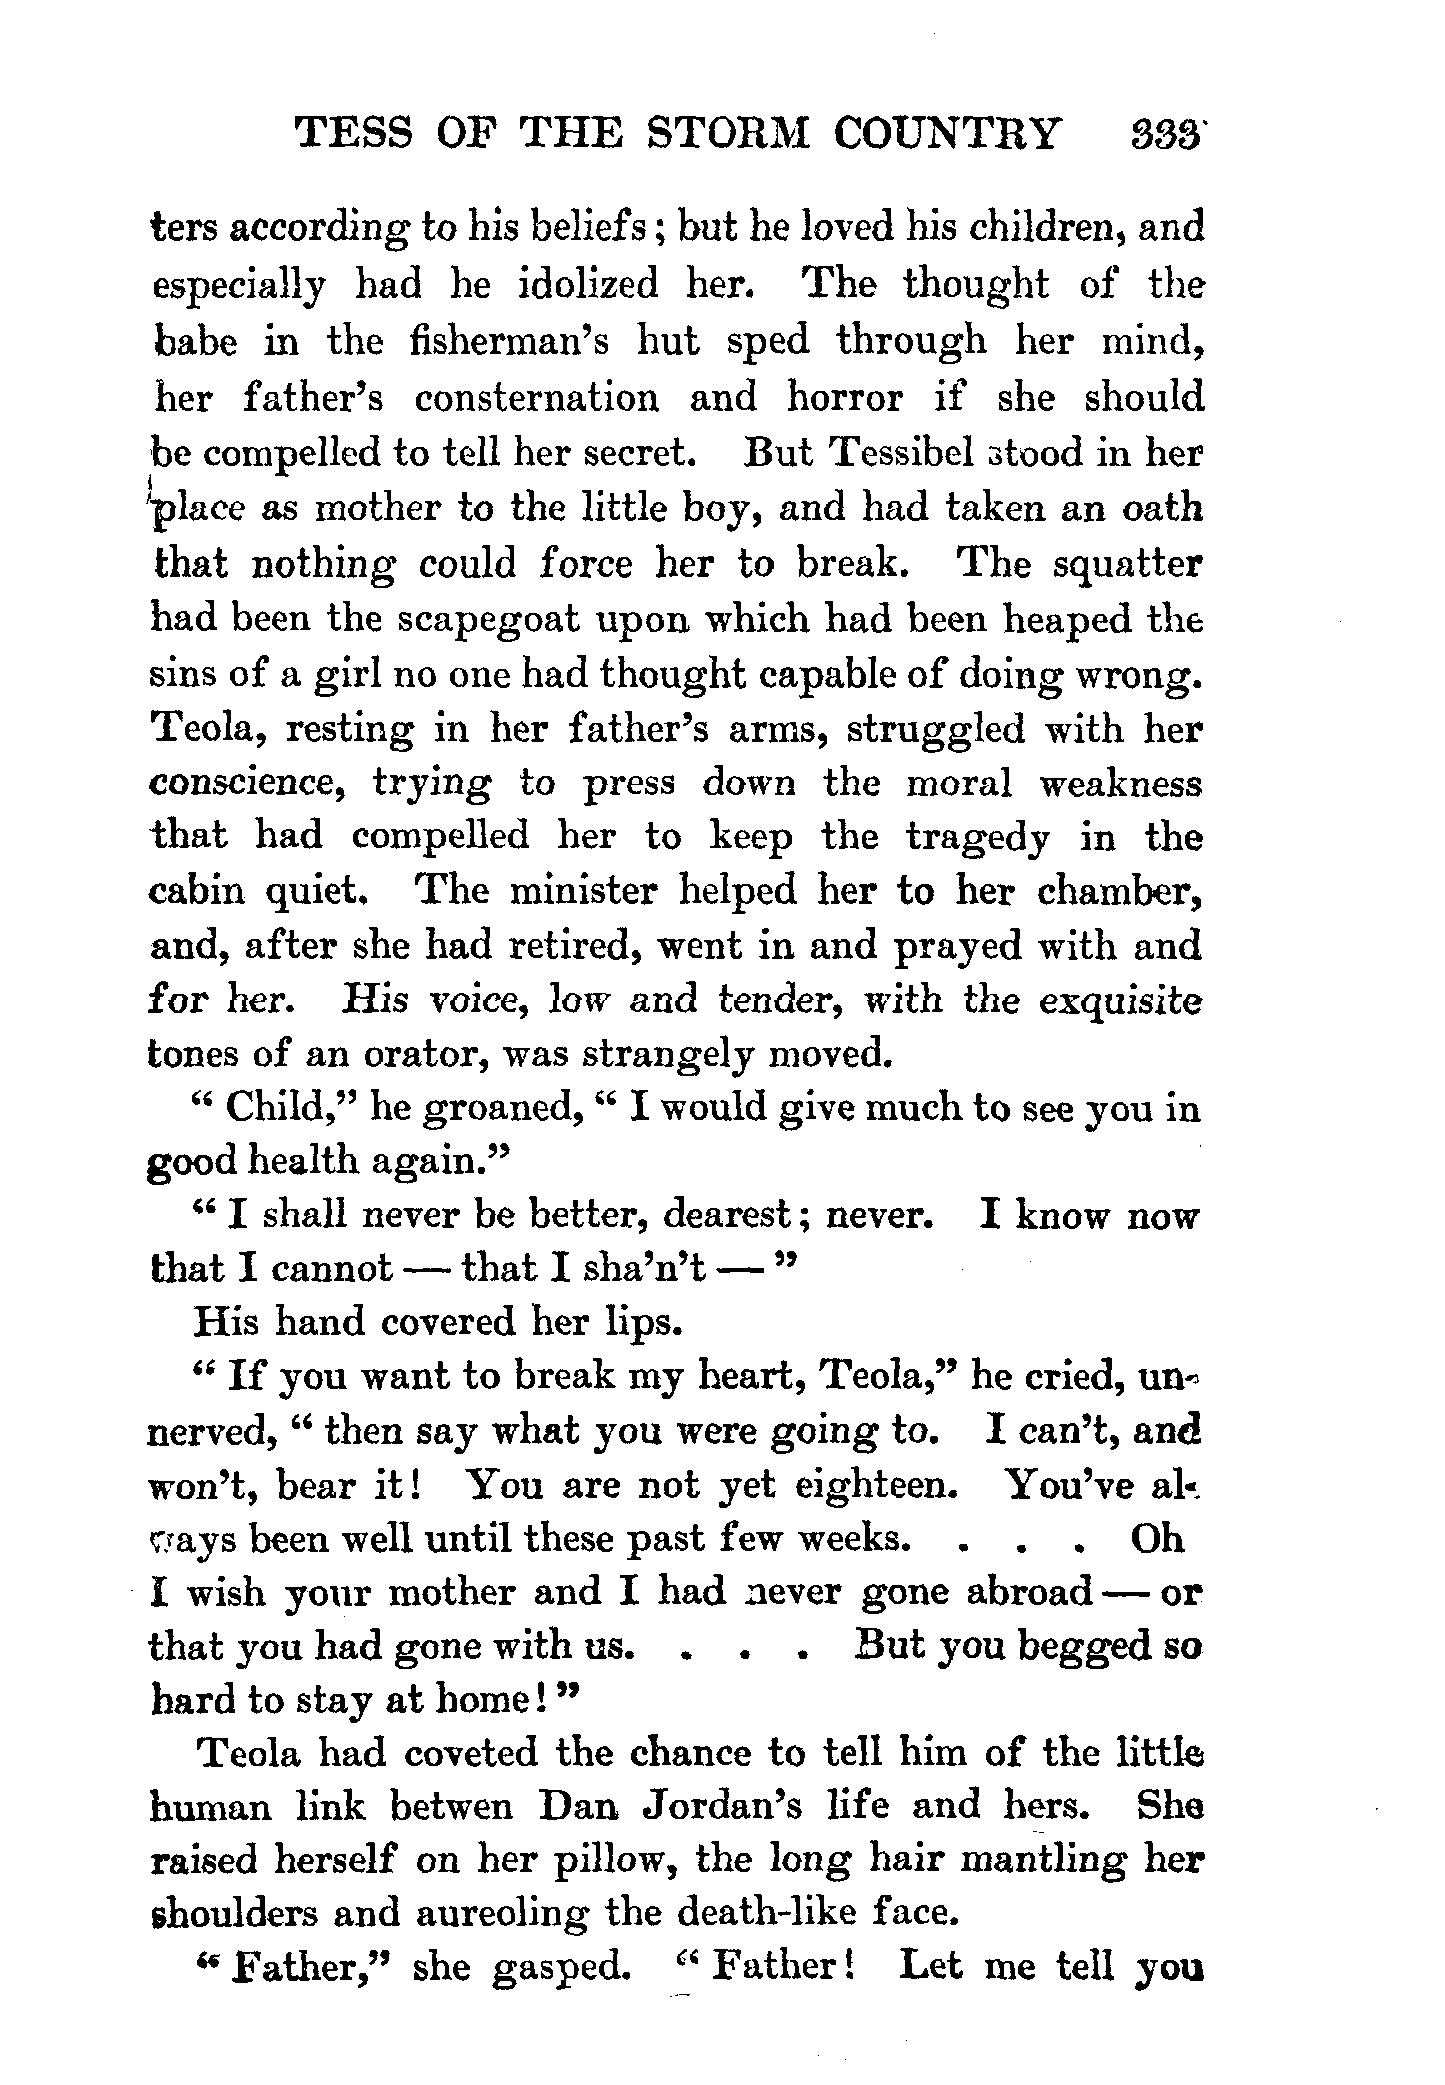 TESS OF THE STORM COUNTRY 333
ters according to his beliefs; but he loved his children, and
especially had he idolized her. The thought of the
babe in the fisherman's hut sped through her mind,
her father's consternation and horror if she should
be compelled to tell her secret. But Tessibel stood in her
place as mother to the little boy, and had taken an oath
that nothing could force her to break. The squatter
had been the scapegoat upon which had been heaped the
sins of a girl no one had thought capable of doing wrong.
Teola, resting in her father's arms, struggled with her
conscience, trying to press down the moral weakness
that had compelled her to keep the tragedy in the
cabin quiet. The minister helped her to her chamber,
and, after she had retired, went in and prayed with and
for her. His voice, low and tender, with the exquisite
tones of an orator, was strangely moved.
"Child," he groaned, "I would give much to see you in
good health again."
"I shall never be better, dearest; never. I know now
that I cannot — that I sha'n't — "
His hand covered her lips.
"If you want to break my heart, Teola," he cried, un-
nerved, "then say what you were going to. I can't, and
won't, bear it! You are not yet eighteen. You've al-
ways been well until these past few weeks. . . . Oh
I wish your mother and I had never gone abroad — or
that you had gone with us. . . . But you begged so
hard to stay at home!"
Teola had coveted the chance to tell him of the little
human link betwen Dan Jordan's life and hers. She
raised herself on her pillow, the long hair mantling her
shoulders and aureoling the death-like face.
"Father," she gasped. "Father! Let me tell you